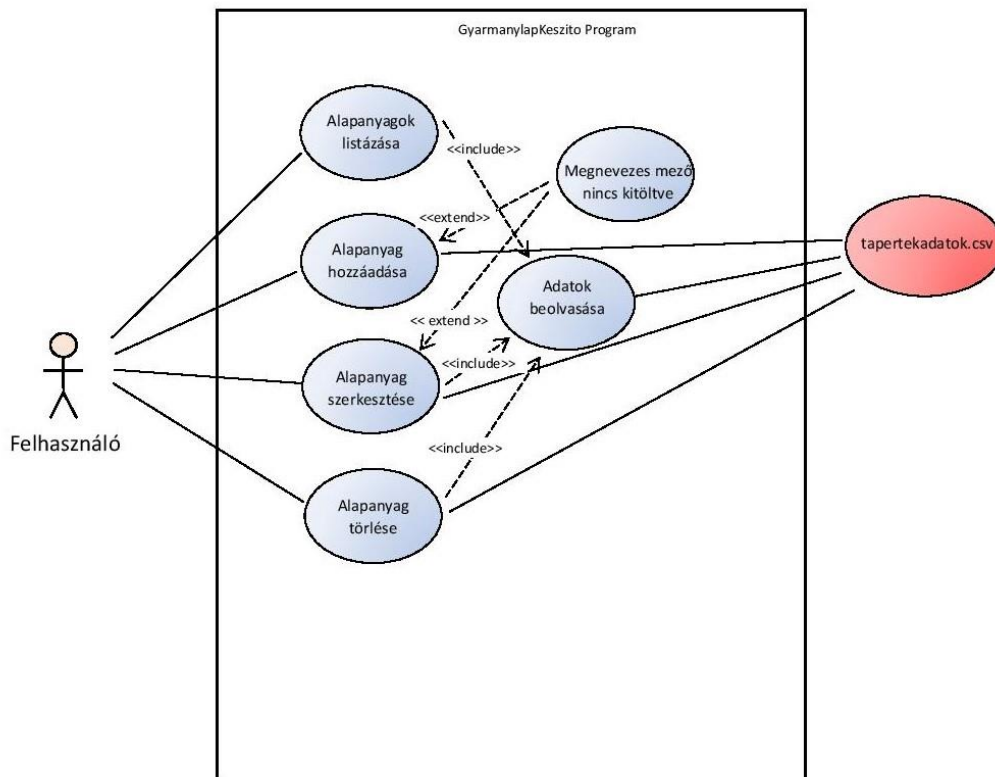 GyarmanylapKeszito Program
Alapanyagok
listázása
<<include>>
Megnevezes mező
nincs kitöltve
<<extend>>
Alapanyag
hozzáadása
tapertekadatok.csv
Adatok
beolvasása
<< extend >>
<<include>>
Alapanyag
szerkesztése
Felhasználó
<<include>>
Alapanyag
törlése